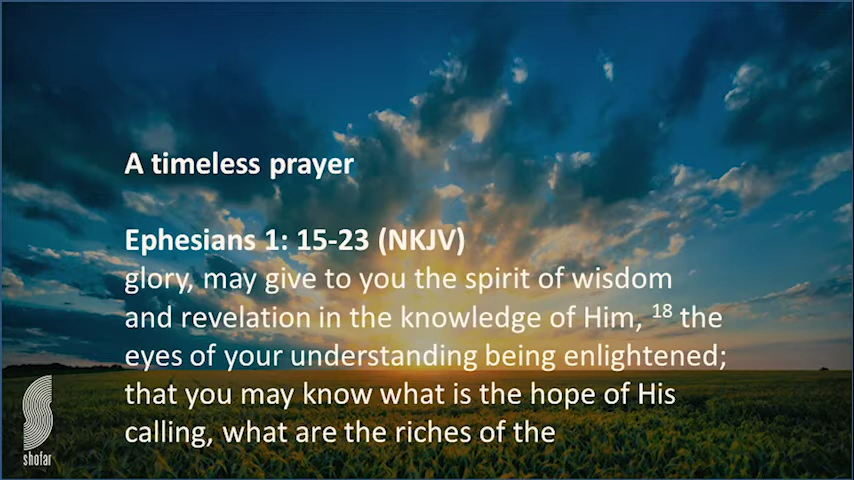 A timeless prayer
Ephesians 1: 15-23 (NKJV)
glory, may give to you the spirit of wisdom
and revelation in the knowledge of Him, 18 the
eyes of your understanding being enlightened;
that you may know what is the hope of His
calling, what are the riches of the
shofar